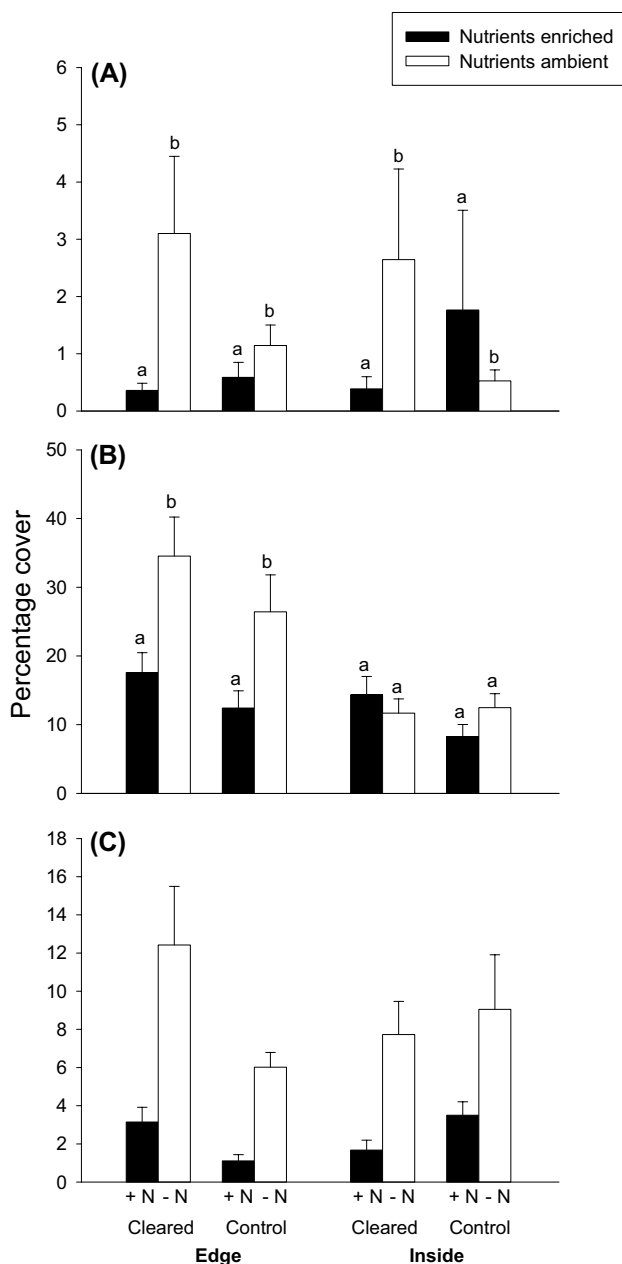 Nutrients enriched
Nutrients ambient
(A)
6
5
4
3
2
1
0
a
b
a
b
a
b
a
b
(B)
50
40
30
20
10
0
a
b
a
b
a
a
a
a
Percentage cover
(C)
18
16
14
12
10
8
6
4
2
0
+ N - N + N - N + N - N + N - N
Cleared Control Cleared Control
Edge Inside